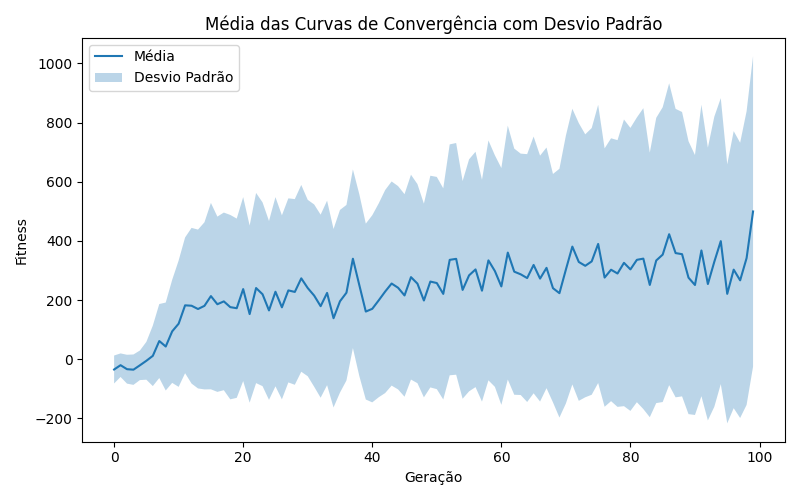 Média das Curvas de Convergência com Desvio Padrão
Média
Desvio Padrão
1000
800
600
400
200
0
−200
Fitness
0 20 40 60 80 100
Geração